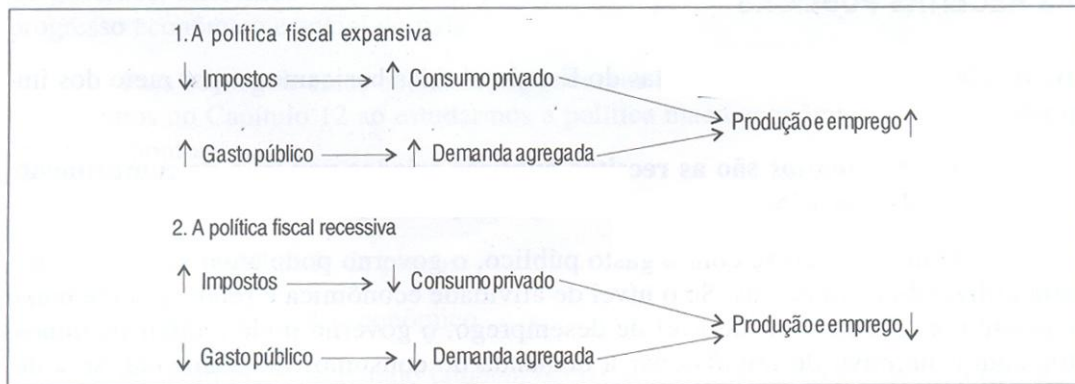 1. A política fiscal expansiva
↓ Impostos → ↑ Consumo privado
Produção e emprego ↑
↑ Gasto público → ↑ Demanda agregada
2. A política fiscal recessiva
↑ Impostos → ↓ Consumo privado
Produção e emprego ↓
↓ Gasto público → ↓ Demanda agregada